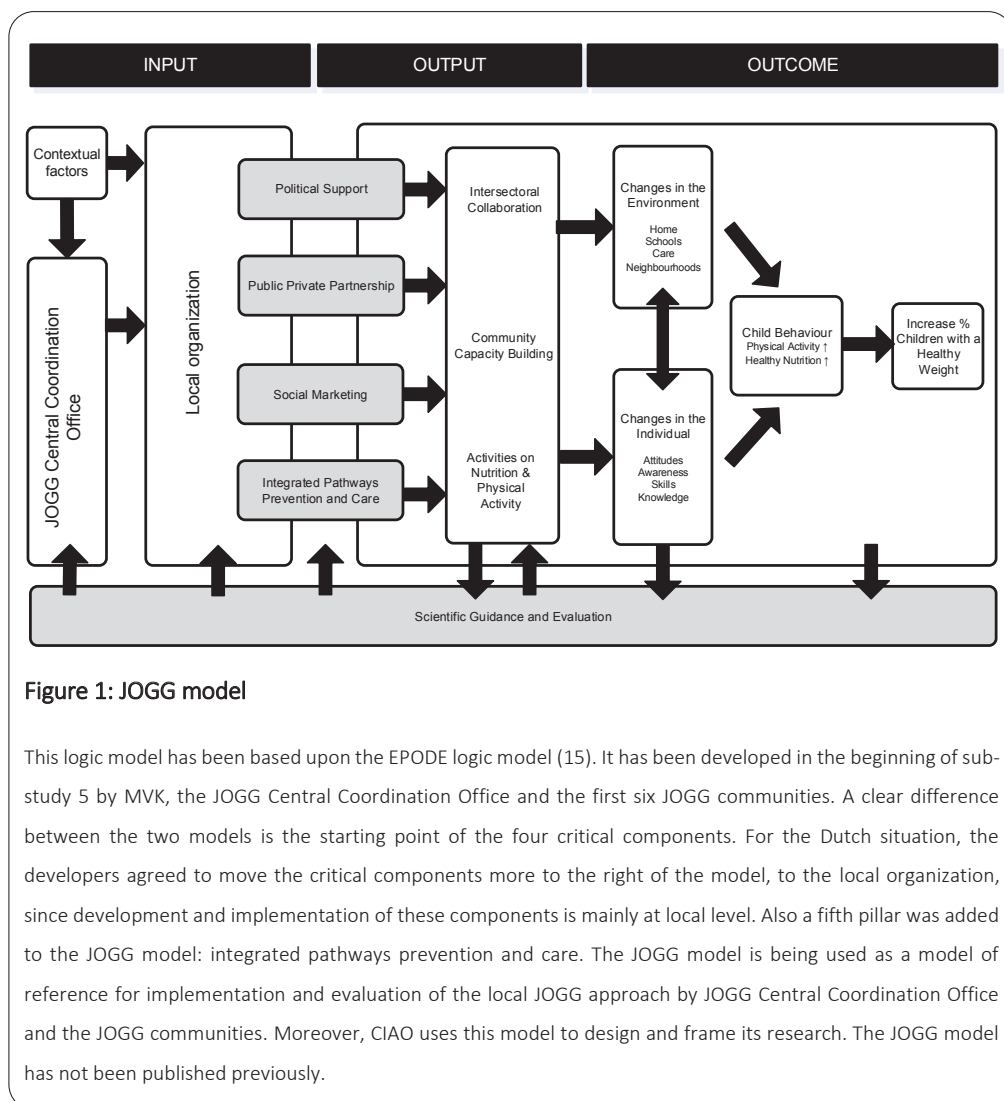 INPUT
OUTPUT
OUTCOME
Contextual
factors
JOGG Central Coordination
Office
Local organization
Political Support
Public Private Partnership
Social Marketing
Integrated Pathways
Prevention and Care
Intersectoral
Collaboration
Community
Capacity Building
Activities on
Nutrition &
Physical
Activity
Changes in the
Environment
Home
Schools
Care
Neighbourhoods
Changes in the
Individual
Attitudes
Awareness
Skills
Knowledge
Child Behaviour
Physical Activity ↑
Healthy Nutrition ↑
Increase %
Children with a
Healthy
Weight
Scientific Guidance and Evaluation
Figure 1: JOGG model
This logic model has been based upon the EPODE logic model (15). It has been developed in the beginning of sub-
study 5 by MVK, the JOGG Central Coordination Office and the first six JOGG communities. A clear difference
between the two models is the starting point of the four critical components. For the Dutch situation, the
developers agreed to move the critical components more to the right of the model, to the local organization,
since development and implementation of these components is mainly at local level. Also a fifth pillar was added
to the JOGG model: integrated pathways prevention and care. The JOGG model is being used as a model of
reference for implementation and evaluation of the local JOGG approach by JOGG Central Coordination Office
and the JOGG communities. Moreover, CIAO uses this model to design and frame its research. The JOGG model
has not been published previously.